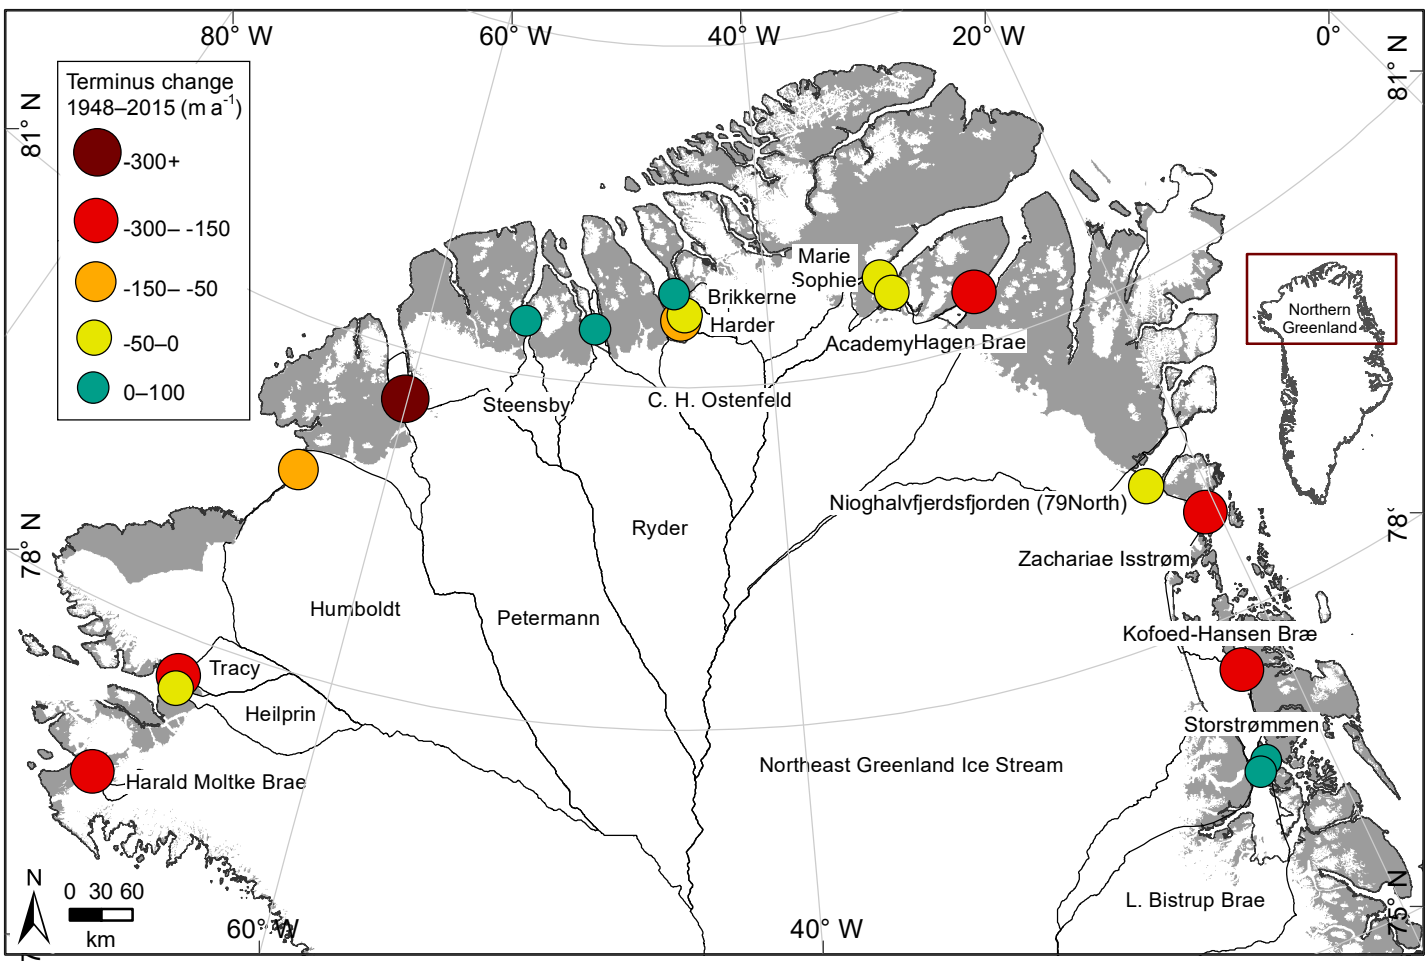 80° W
60° W
40° W
20° W
0°
81° N
81° N
Terminus change
1948–2015 (m a⁻¹)
-300+
-300– -150
-150– -50
-50–0
0–100
Marie
Sophie
Brikkerne
Harder
Academy
Hagen Brae
Northern
Greenland
Steensby
C. H. Ostenfeld
Nioghalvfjerdsfjorden (79North)
Ryder
78° N
78°
Zachariae Isstrøm
Humboldt
Petermann
Kofoed-Hansen Bræ
Tracy
Heilprin
Storstrømmen
Northeast Greenland Ice Stream
Harald Moltke Brae
L. Bistrup Brae
N
0 30 60
km
60° W
40° W
75° N